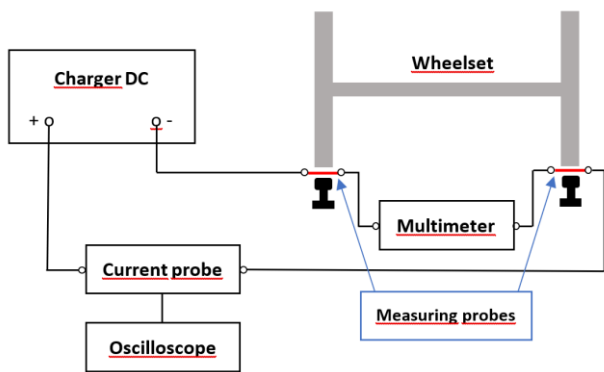 Wheelset
Charger DC
+ -
Multimeter
Current probe
Measuring probes
Oscilloscope